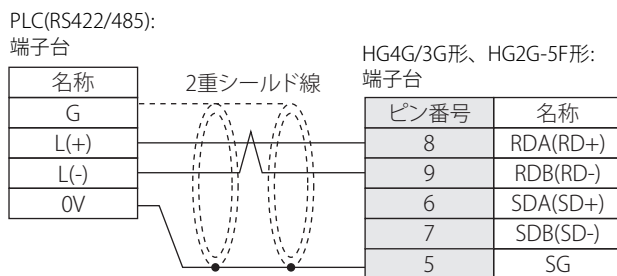 PLC(RS422/485):
端子台
HG4G/3G形、HG2G-5F形:
端子台
2重シールド線
名称
G
L(+)
L(-)
0V
ピン番号 名称
8 RDA(RD+)
9 RDB(RD-)
6 SDA(SD+)
7 SDB(SD-)
5 SG